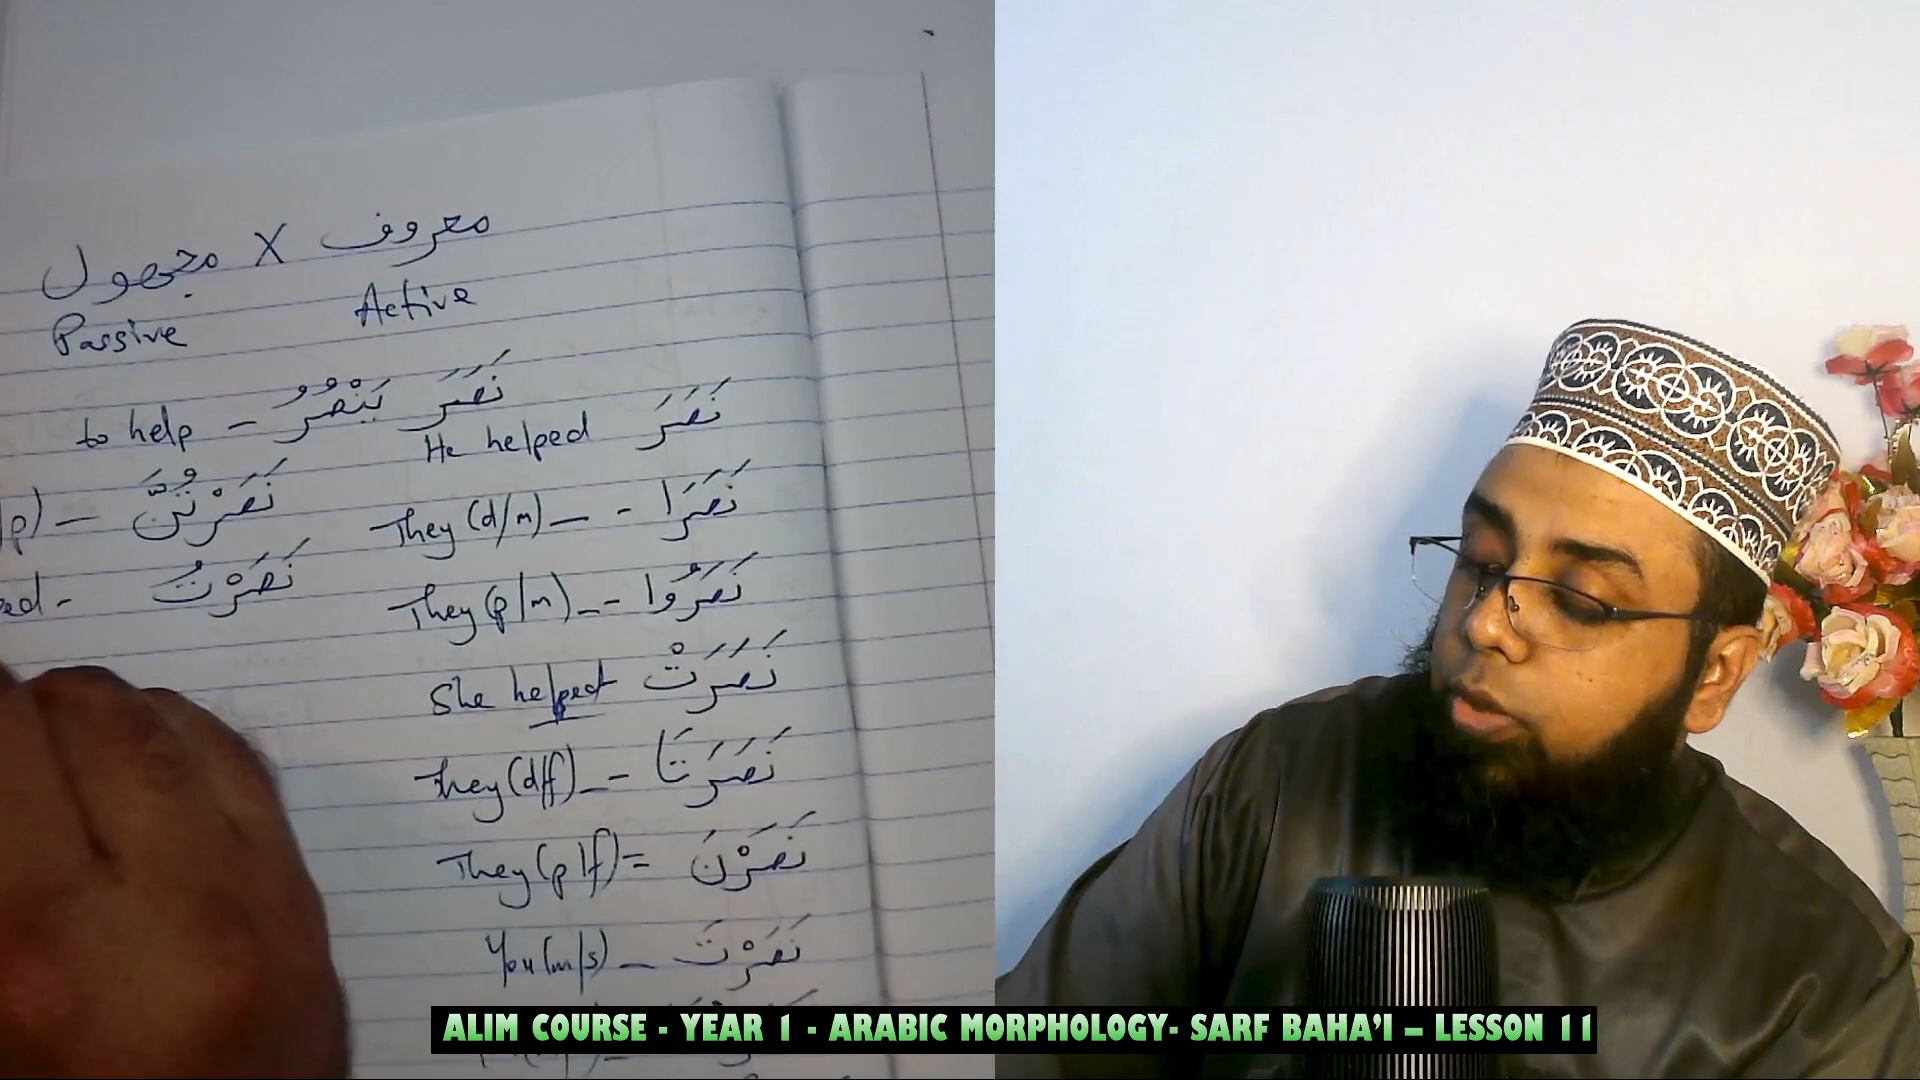 معروف X مجهول
Active
Passive
نَصَرَ يَنْصُرُ - to help
نَصَرَ He helped
نَصَرَا - - They (d/m)
نَصَرُوا - - They (p/m)
نَصَرَتْ She helped
نَصَرَتَا - They (d/f)
نَصَرْنَ = They (p/f)
نَصَرْتَ - You (m/s)
نَصَرْتُنَّ - p)
نَصَرْتُ -
ALIM COURSE - YEAR 1 - ARABIC MORPHOLOGY- SARF BAHA’I – LESSON 11